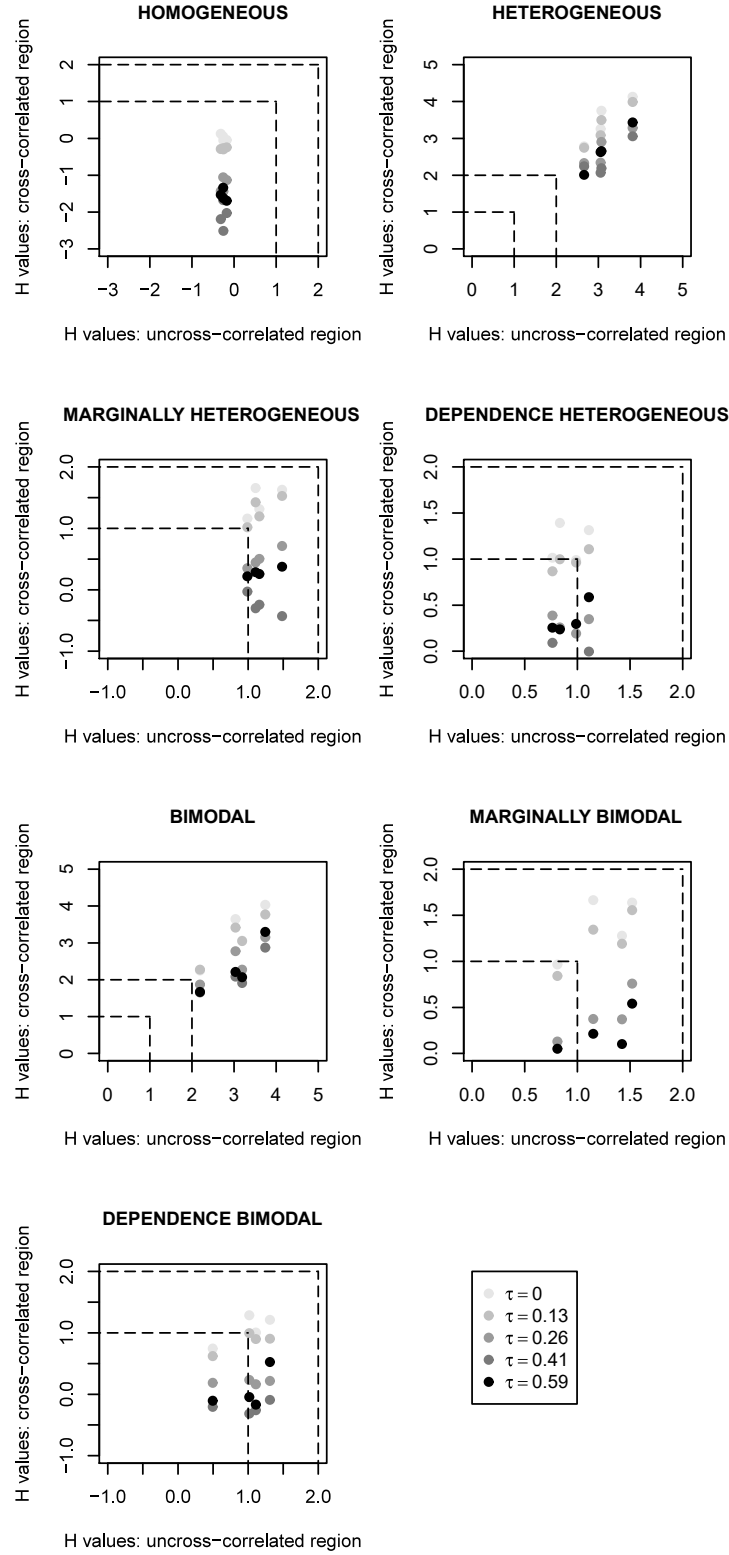 HOMOGENEOUS
H values: cross−correlated region
2
1
0
−1
−2
−3
−3 −2 −1 0 1 2
H values: uncross−correlated region
HETEROGENEOUS
H values: cross−correlated region
5
4
3
2
1
0
0 1 2 3 4 5
H values: uncross−correlated region
MARGINALLY HETEROGENEOUS
H values: cross−correlated region
2.0
1.0
0.0
−1.0
−1.0 0.0 1.0 2.0
H values: uncross−correlated region
DEPENDENCE HETEROGENEOUS
H values: cross−correlated region
2.0
1.5
1.0
0.5
0.0
0.0 0.5 1.0 1.5 2.0
H values: uncross−correlated region
BIMODAL
H values: cross−correlated region
5
4
3
2
1
0
0 1 2 3 4 5
H values: uncross−correlated region
MARGINALLY BIMODAL
H values: cross−correlated region
2.0
1.5
1.0
0.5
0.0
0.0 0.5 1.0 1.5 2.0
H values: uncross−correlated region
DEPENDENCE BIMODAL
H values: cross−correlated region
2.0
1.0
0.0
−1.0
−1.0 0.0 1.0 2.0
H values: uncross−correlated region
τ = 0
τ = 0.13
τ = 0.26
τ = 0.41
τ = 0.59